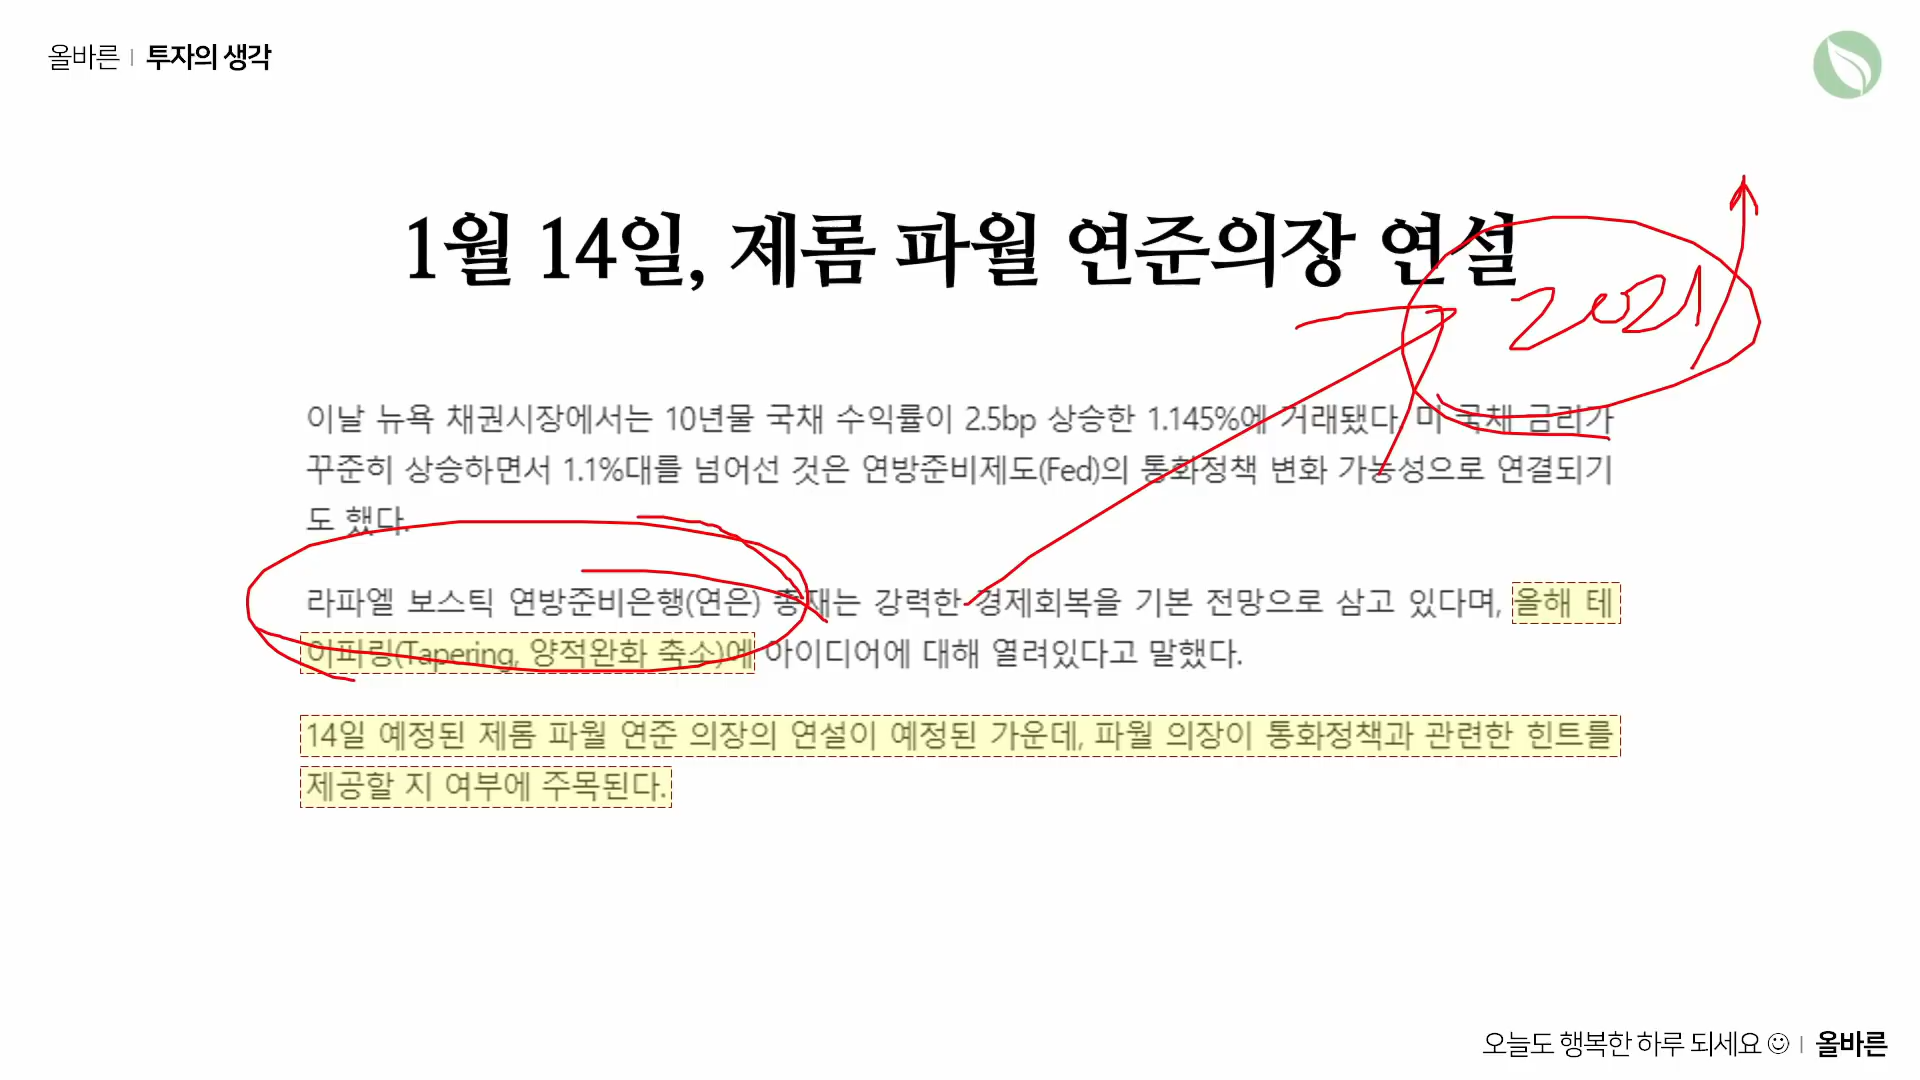 올바른 | 투자의 생각
1월 14일, 제롬 파월 연준의장 연설
2021
이날 뉴욕 채권시장에서는 10년물 국채 수익률이 2.5bp 상승한 1.145%에 거래됐다. 미 국채 금리가
꾸준히 상승하면서 1.1%대를 넘어선 것은 연방준비제도(Fed)의 통화정책 변화 가능성으로 연결되기
도 했다.
라파엘 보스틱 연방준비은행(연은) 총재는 강력한 경제회복을 기본 전망으로 삼고 있다며, 올해 테
이퍼링(Tapering, 양적완화 축소)에 아이디어에 대해 열려있다고 말했다.
14일 예정된 제롬 파월 연준 의장의 연설이 예정된 가운데, 파월 의장이 통화정책과 관련한 힌트를
제공할 지 여부에 주목된다.
오늘도 행복한 하루 되세요 ☺ | 올바른